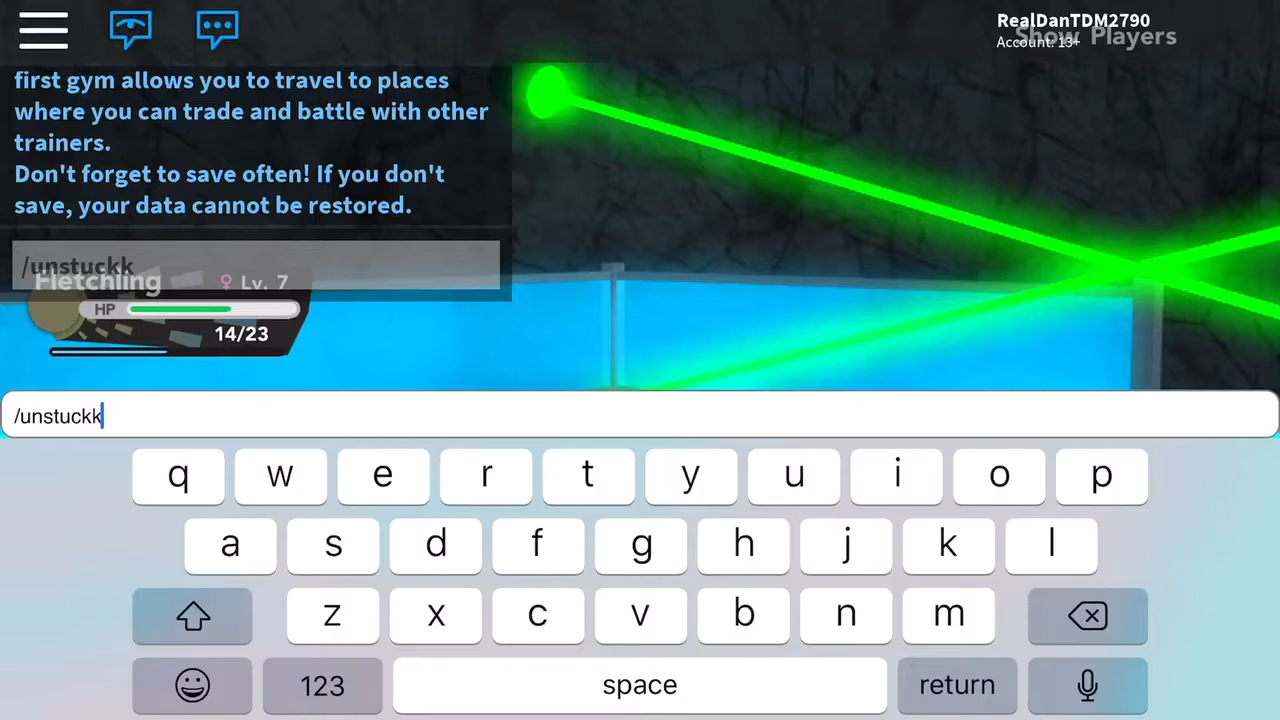 RealDanTDM2790
Account: 13+
Show Players
first gym allows you to travel to places
where you can trade and battle with other
trainers.
Don't forget to save often! If you don't
save, your data cannot be restored.
/unstuckk
Fletchling ♀ Lv. 7
HP
14/23
/unstuckk
q w e r t y u i o p
a s d f g h j k l
z x c v b n m
123 space return